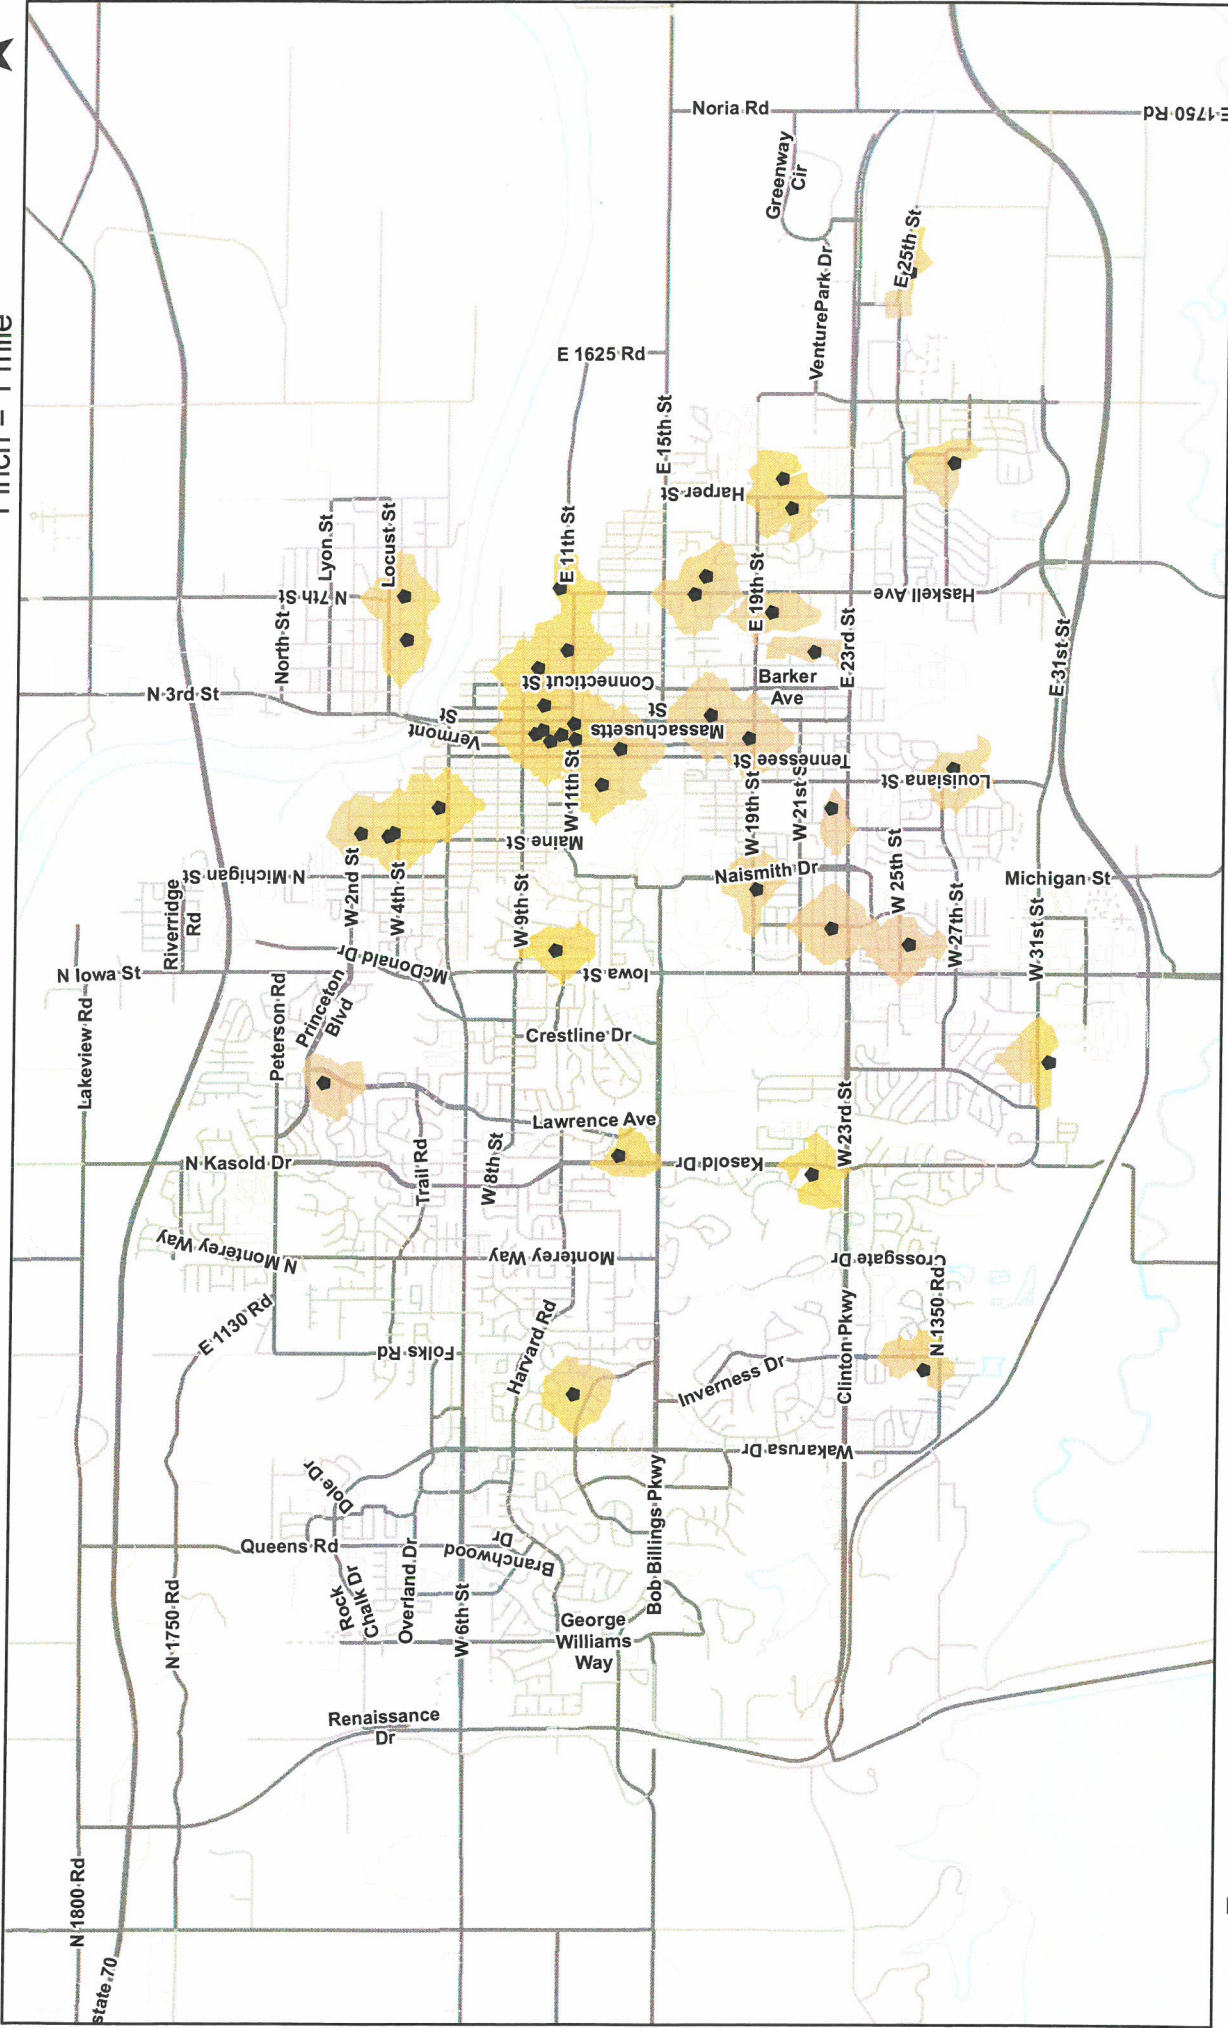 1 inch = 1 mile
Noria Rd
E 1750 Rd
Greenway
Cir
E 25th St
VenturePark Dr
E 1625 Rd
E 15th St
Harper St
E 11th St
Lyon St
Locust St
N 7th St
North St
E 19th St
Haskell Ave
E 23rd St
E 31st St
N 3rd St
Connecticut St
Barker
Ave
Vermont
St
Massachusetts
St
Tennessee St
Louisiana St
W 11th St
W 19th St
W 21st St
Maine St
N Michigan St
Riverridge
Rd
W 2nd St
W 4th St
W 9th St
Naismith Dr
W 25th St
W 27th St
Michigan St
W 31st St
McDonald Dr
N Iowa St
Iowa St
Lakeview Rd
Peterson Rd
Princeton
Blvd
Crestline Dr
Lawrence Ave
W 23rd St
N Kasold Dr
Trail Rd
W 8th St
Kasold Dr
N Monterey Way
Monterey Way
Crossgate Dr
N 1350 Rd
E 1130 Rd
Folks Rd
Harvard Rd
Inverness Dr
Clinton Pkwy
Wakarusa Dr
Dole Dr
Queens Rd
Branchwood
Dr
Bob Billings Pkwy
Rock
Chalk Dr
Overland Dr
W 6th St
George
Williams
Way
N 1750 Rd
Renaissance
Dr
N 1800 Rd
state 70